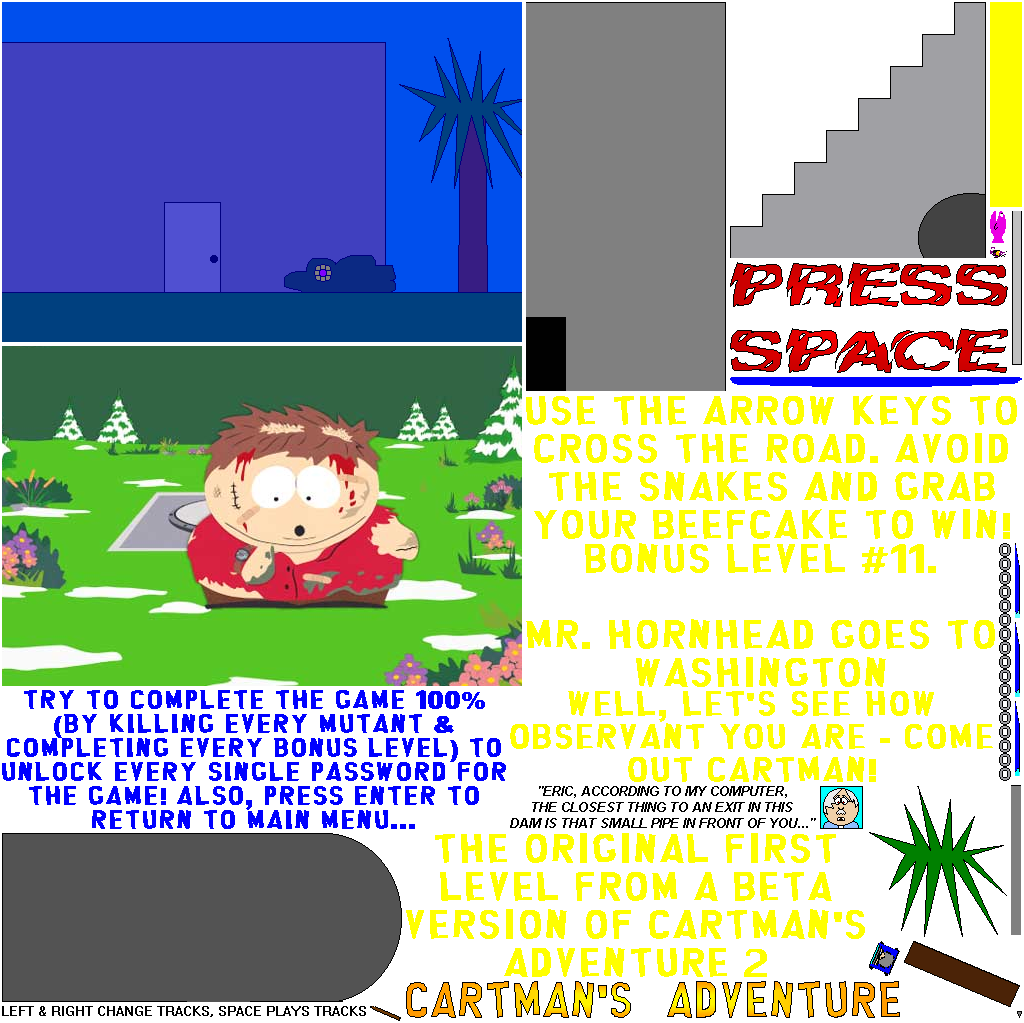 PRESS
SPACE
USE THE ARROW KEYS TO
CROSS THE ROAD. AVOID
THE SNAKES AND GRAB
YOUR BEEFCAKE TO WIN!
BONUS LEVEL #11.
MR. HORNHEAD GOES TO
WASHINGTON
WELL, LET'S SEE HOW
OBSERVANT YOU ARE - COME
OUT CARTMAN!
TRY TO COMPLETE THE GAME 100%
(BY KILLING EVERY MUTANT &
COMPLETING EVERY BONUS LEVEL) TO
UNLOCK EVERY SINGLE PASSWORD FOR
THE GAME! ALSO, PRESS ENTER TO
RETURN TO MAIN MENU...
"ERIC, ACCORDING TO MY COMPUTER,
THE CLOSEST THING TO AN EXIT IN THIS
DAM IS THAT SMALL PIPE IN FRONT OF YOU..."
THE ORIGINAL FIRST
LEVEL FROM A BETA
VERSION OF CARTMAN'S
ADVENTURE 2
CARTMAN'S ADVENTURE
LEFT & RIGHT CHANGE TRACKS, SPACE PLAYS TRACKS